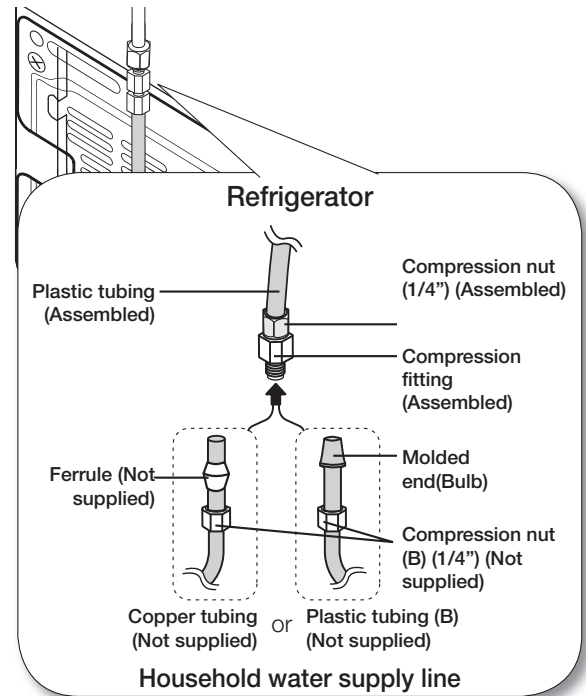 Refrigerator
Plastic tubing
(Assembled)
Compression nut
(1/4”) (Assembled)
Compression
fitting
(Assembled)
Ferrule (Not
supplied)
Molded
end(Bulb)
Compression nut
(B) (1/4”) (Not
supplied)
Copper tubing
(Not supplied)
or
Plastic tubing (B)
(Not supplied)
Household water supply line